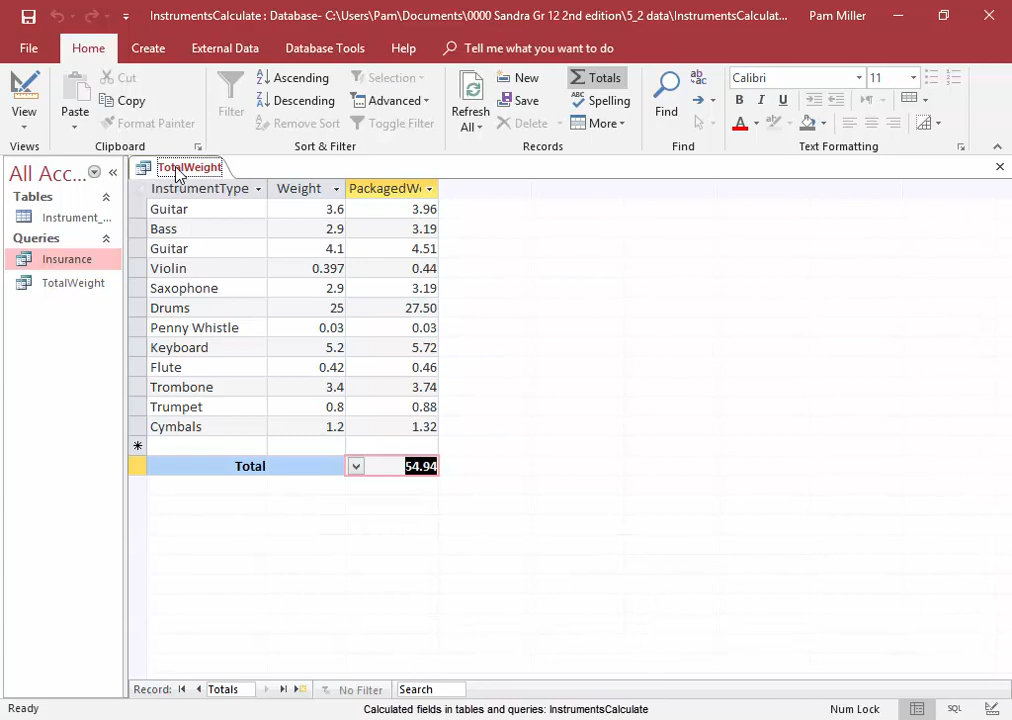 InstrumentsCalculate : Database- C:\Users\Pam\Documents\0000 Sandra Gr 12 2nd edition\5_2 data\InstrumentsCalculat... Pam Miller
File Home Create External Data Database Tools Help Tell me what you want to do
View Paste Cut Copy Format Painter Filter Ascending Descending Remove Sort Selection Advanced Toggle Filter Refresh All New Save Delete Totals Spelling More Find Calibri 11 B I U A
Views Clipboard Sort & Filter Records Find Text Formatting
All Acc... TotalWeight
Tables InstrumentType Weight PackagedWe
Instrument_... Guitar 3.6 3.96
Queries Bass 2.9 3.19
Insurance Guitar 4.1 4.51
TotalWeight Violin 0.397 0.44
Saxophone 2.9 3.19
Drums 25 27.50
Penny Whistle 0.03 0.03
Keyboard 5.2 5.72
Flute 0.42 0.46
Trombone 3.4 3.74
Trumpet 0.8 0.88
Cymbals 1.2 1.32
Total 54.94
Record: Totals No Filter Search
Ready Calculated fields in tables and queries: InstrumentsCalculate Num Lock SQL